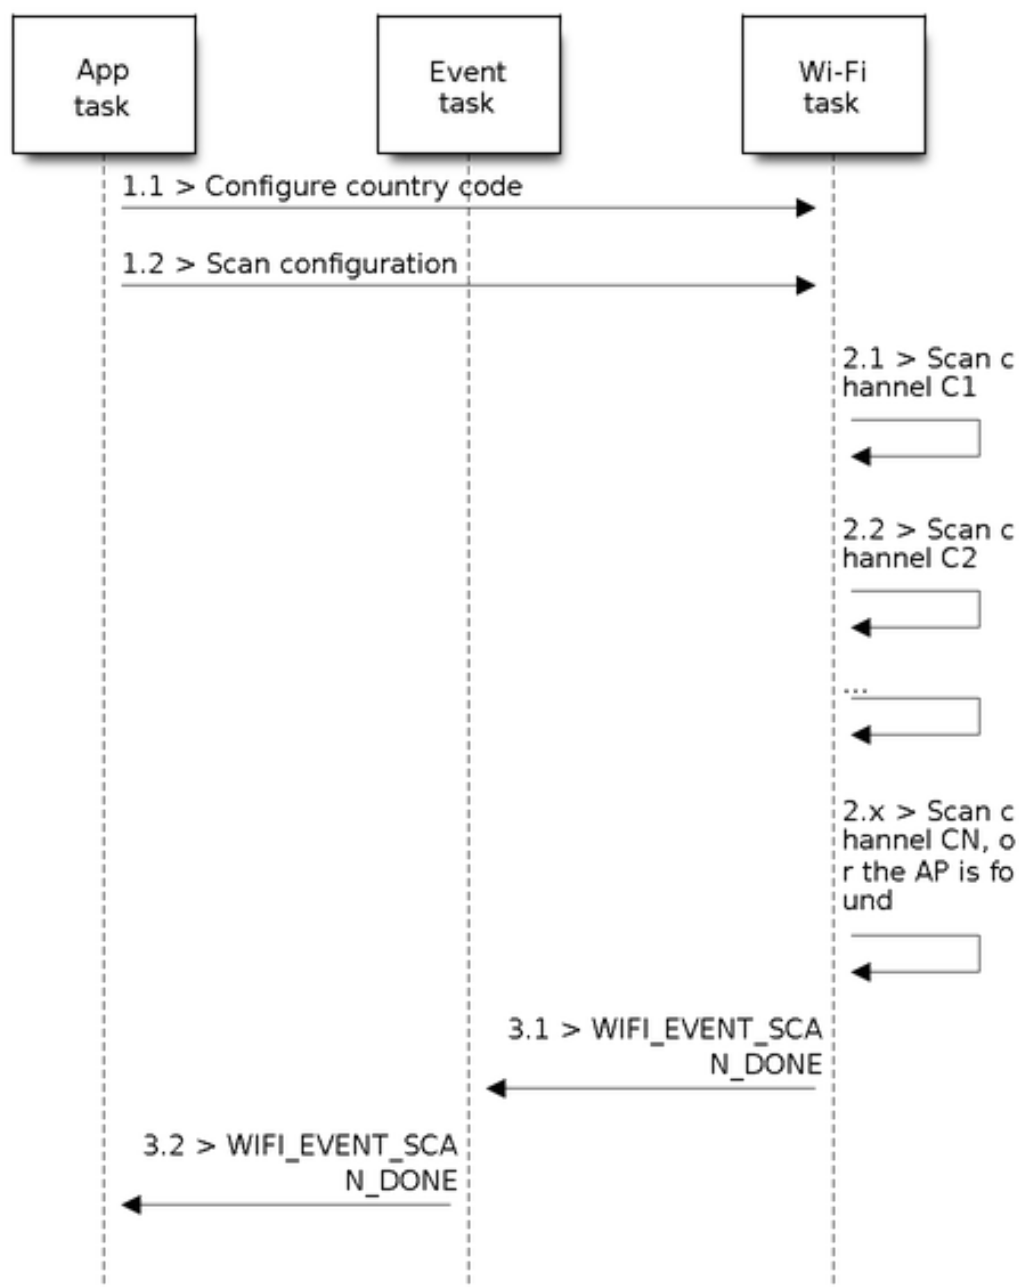 App
task
Event
task
Wi-Fi
task
1.1 > Configure country code
1.2 > Scan configuration
2.1 > Scan c
hannel C1
2.2 > Scan c
hannel C2
...
2.x > Scan c
hannel CN, o
r the AP is fo
und
3.1 > WIFI_EVENT_SCA
N_DONE
3.2 > WIFI_EVENT_SCA
N_DONE